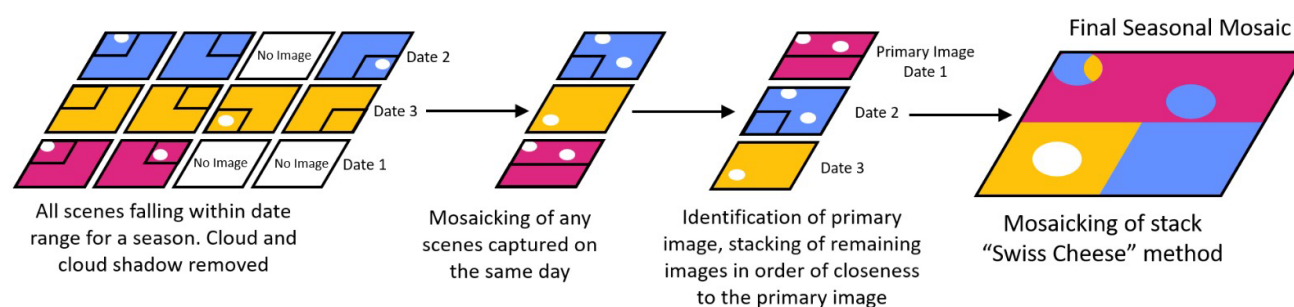 No Image
Date 2
Date 3
No Image
No Image
Date 1
All scenes falling within date
range for a season. Cloud and
cloud shadow removed
Mosaicking of any
scenes captured on
the same day
Primary Image
Date 1
Date 2
Date 3
Identification of primary
image, stacking of remaining
images in order of closeness
to the primary image
Final Seasonal Mosaic
Mosaicking of stack
“Swiss Cheese” method